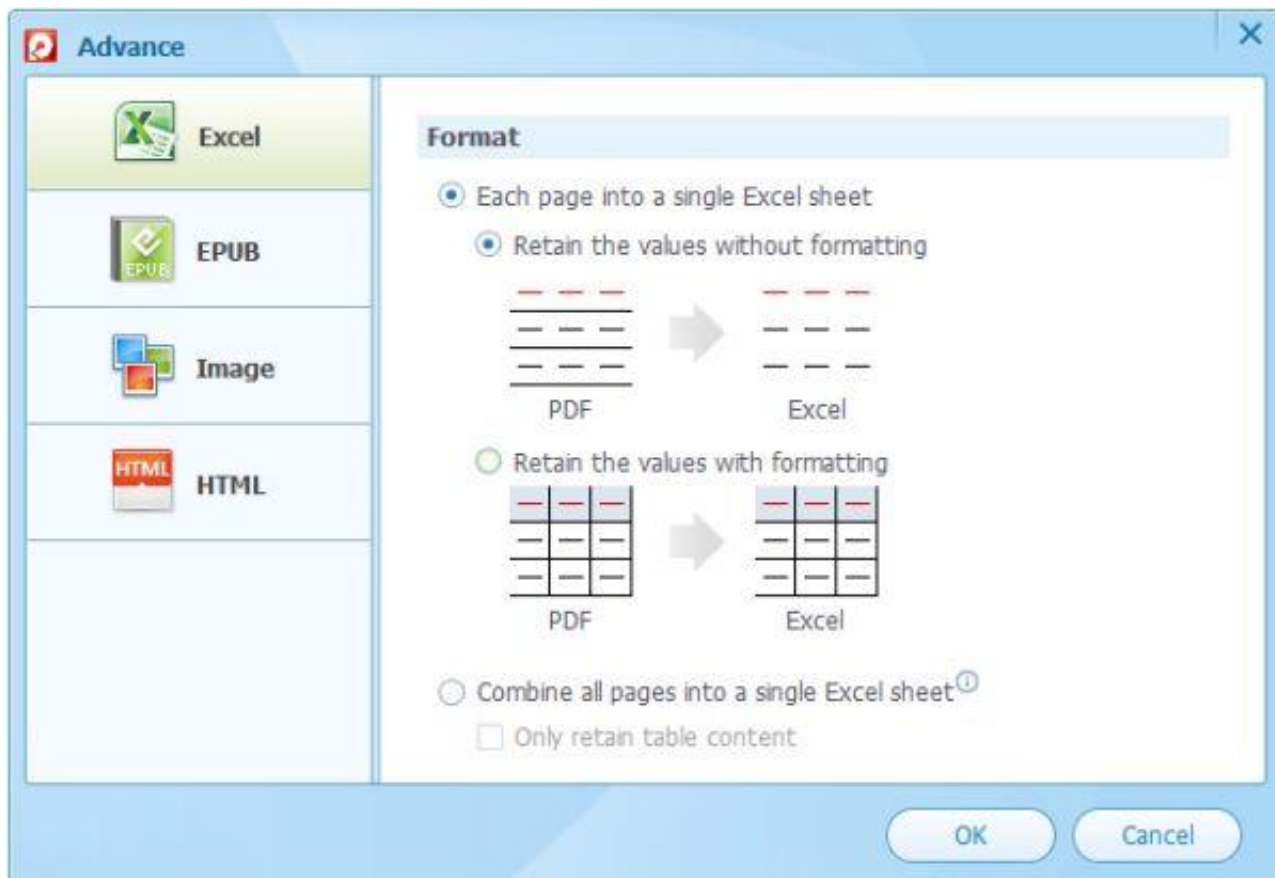 Advance
Excel
EPUB
EPUB
Image
HTML
HTML
Format
Each page into a single Excel sheet
Retain the values without formatting
PDF
Excel
Retain the values with formatting
PDF
Excel
Combine all pages into a single Excel sheet
Only retain table content
OK
Cancel